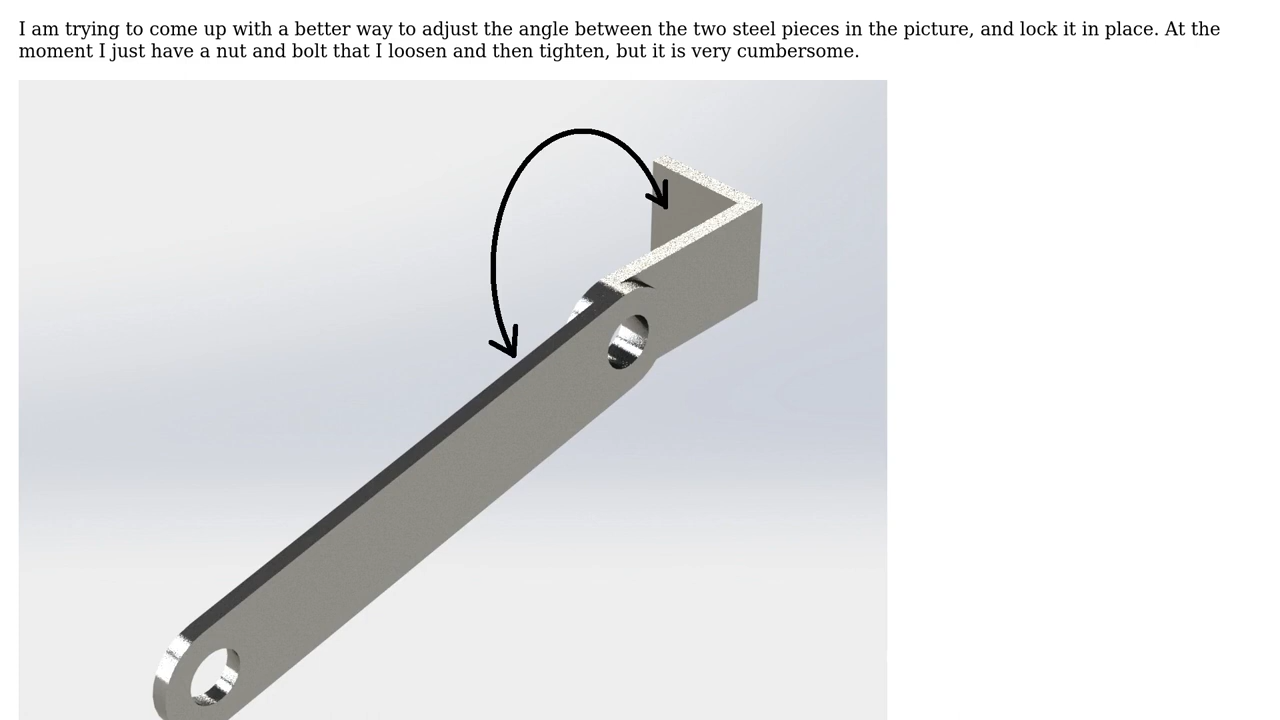 I am trying to come up with a better way to adjust the angle between the two steel pieces in the picture, and lock it in place. At the
moment I just have a nut and bolt that I loosen and then tighten, but it is very cumbersome.